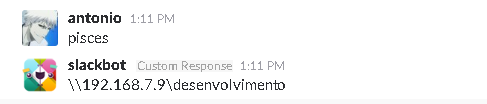 antonio 1:11 PM
pisces
slackbot Custom Response 1:11 PM
\\192.168.7.9\desenvolvimento